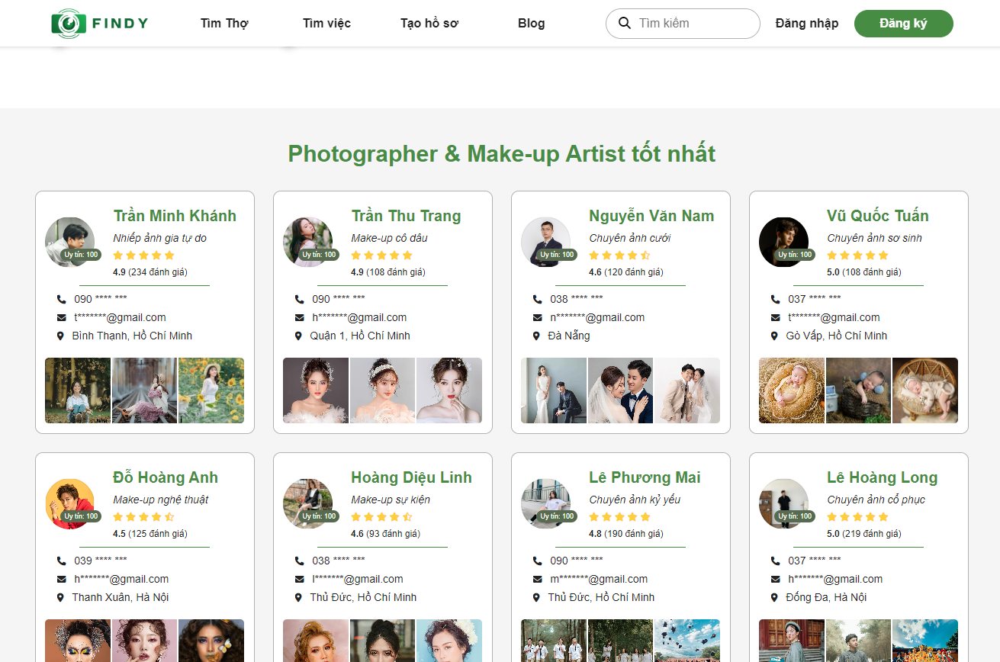 FINDY
Tìm Thợ
Tìm việc
Tạo hồ sơ
Blog
Tìm kiếm
Đăng nhập
Đăng ký
Photographer & Make-up Artist tốt nhất
Trần Minh Khánh
Nhiếp ảnh gia tự do
Uy tín: 100
4.9 (234 đánh giá)
090 **** ***
t*******@gmail.com
Bình Thạnh, Hồ Chí Minh
Trần Thu Trang
Make-up cô dâu
Uy tín: 100
4.9 (108 đánh giá)
090 **** ***
h*******@gmail.com
Quận 1, Hồ Chí Minh
Nguyễn Văn Nam
Chuyên ảnh cưới
Uy tín: 100
4.6 (120 đánh giá)
038 **** ***
n*******@gmail.com
Đà Nẵng
Vũ Quốc Tuấn
Chuyên ảnh sơ sinh
Uy tín: 100
5.0 (108 đánh giá)
037 **** ***
t*******@gmail.com
Gò Vấp, Hồ Chí Minh
Đỗ Hoàng Anh
Make-up nghệ thuật
Uy tín: 100
4.5 (125 đánh giá)
039 **** ***
h*******@gmail.com
Thanh Xuân, Hà Nội
Hoàng Diệu Linh
Make-up sự kiện
Uy tín: 100
4.6 (93 đánh giá)
038 **** ***
l*******@gmail.com
Thủ Đức, Hồ Chí Minh
Lê Phương Mai
Chuyên ảnh kỷ yếu
Uy tín: 100
4.8 (190 đánh giá)
090 **** ***
m*******@gmail.com
Thủ Đức, Hồ Chí Minh
Lê Hoàng Long
Chuyên ảnh cổ phục
Uy tín: 100
5.0 (219 đánh giá)
037 **** ***
h*******@gmail.com
Đống Đa, Hà Nội